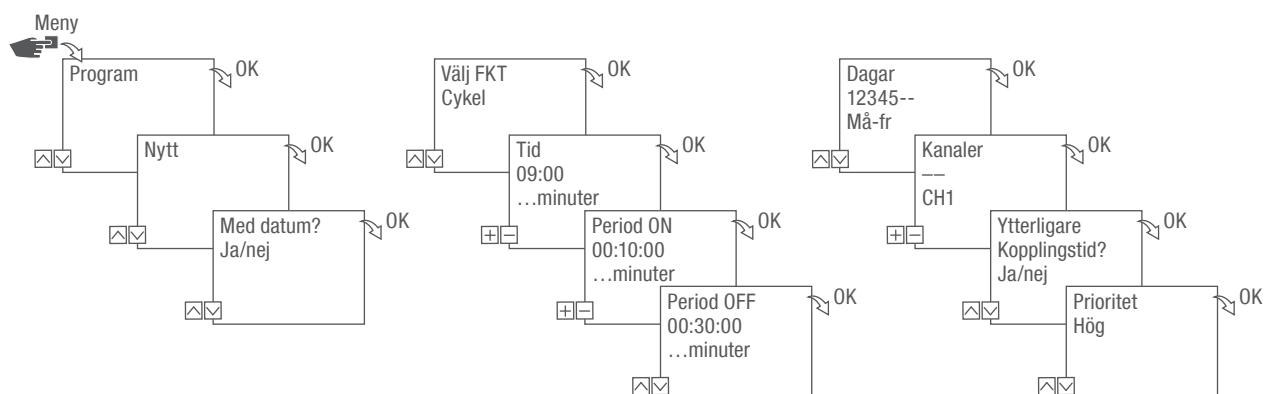 Meny
Program
OK
Nytt
OK
Med datum?
Ja/nej
OK
Välj FKT
Cykel
OK
Tid
09:00
…minuter
OK
Period ON
00:10:00
…minuter
OK
Period OFF
00:30:00
…minuter
OK
Dagar
12345--
Må-fr
OK
Kanaler
––
CH1
OK
Ytterligare
Kopplingstid?
Ja/nej
OK
Prioritet
Hög
OK